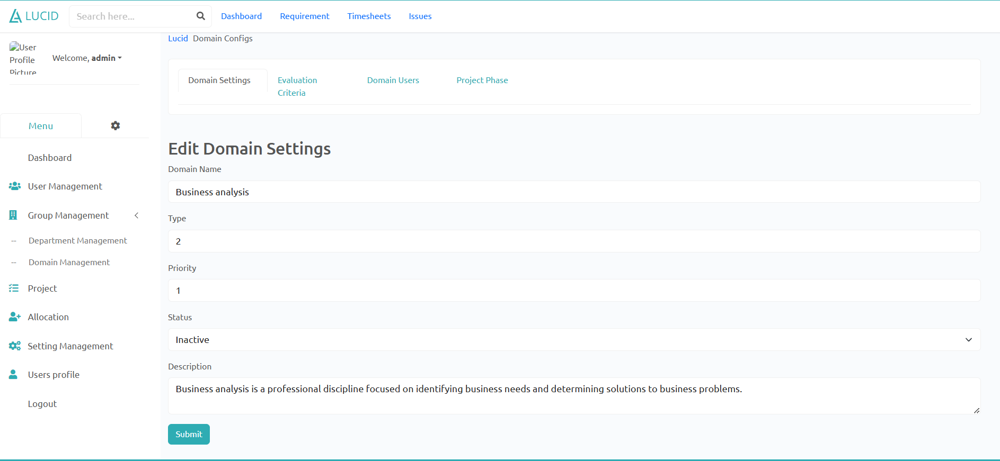 LUCID
Search here...
Dashboard
Requirement
Timesheets
Issues
User
Profile
Picture
Welcome, admin
Menu
Dashboard
User Management
Group Management
-- Department Management
-- Domain Management
Project
Allocation
Setting Management
Users profile
Logout
Lucid Domain Configs
Domain Settings
Evaluation
Criteria
Domain Users
Project Phase
Edit Domain Settings
Domain Name
Business analysis
Type
2
Priority
1
Status
Inactive
Description
Business analysis is a professional discipline focused on identifying business needs and determining solutions to business problems.
Submit